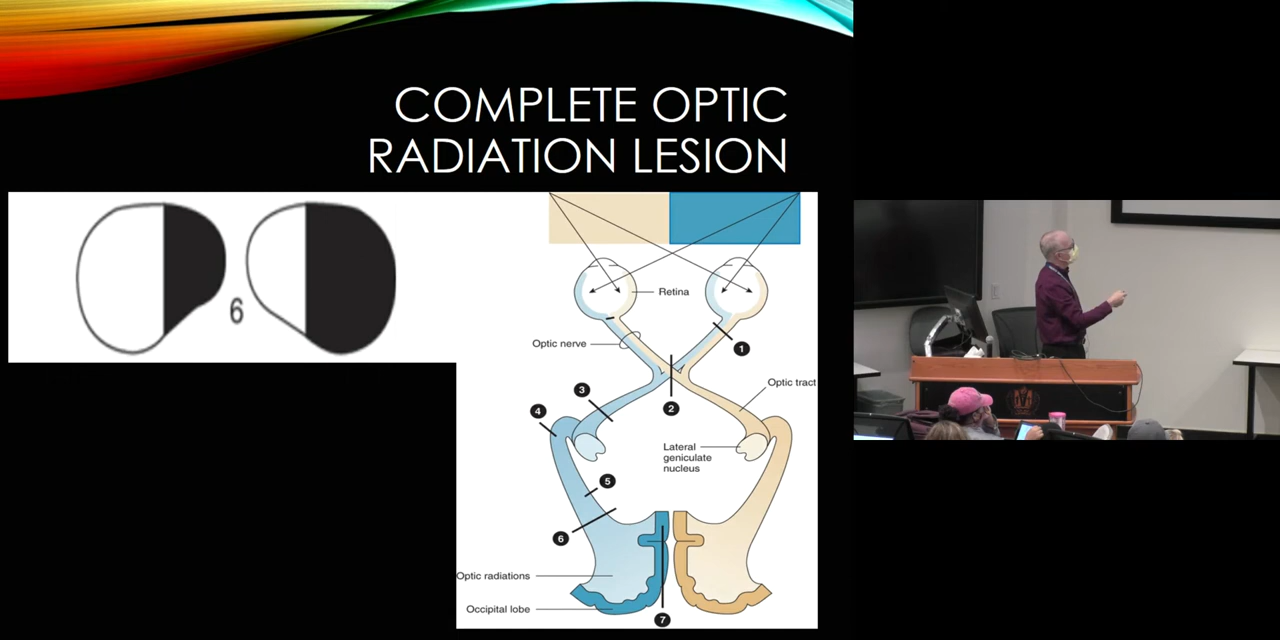 COMPLETE OPTIC
RADIATION LESION
6
Retina
Optic nerve
1
Optic tract
3
2
4
Lateral
geniculate
nucleus
5
6
Optic radiations
Occipital lobe
7